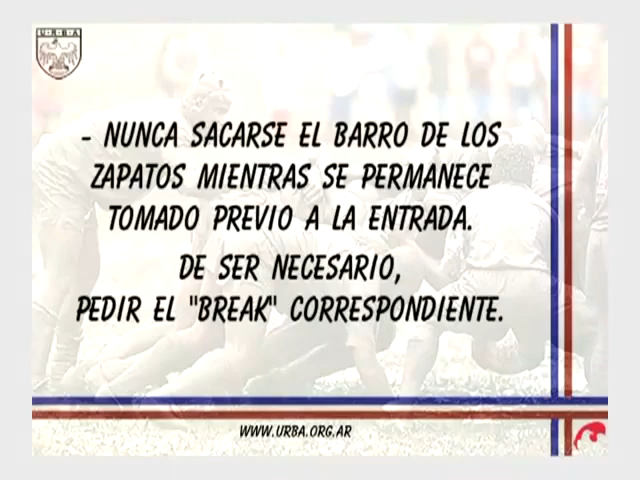 URBA
- NUNCA SACARSE EL BARRO DE LOS
ZAPATOS MIENTRAS SE PERMANECE
TOMADO PREVIO A LA ENTRADA.
DE SER NECESARIO,
PEDIR EL "BREAK" CORRESPONDIENTE.
WWW.URBA.ORG.AR